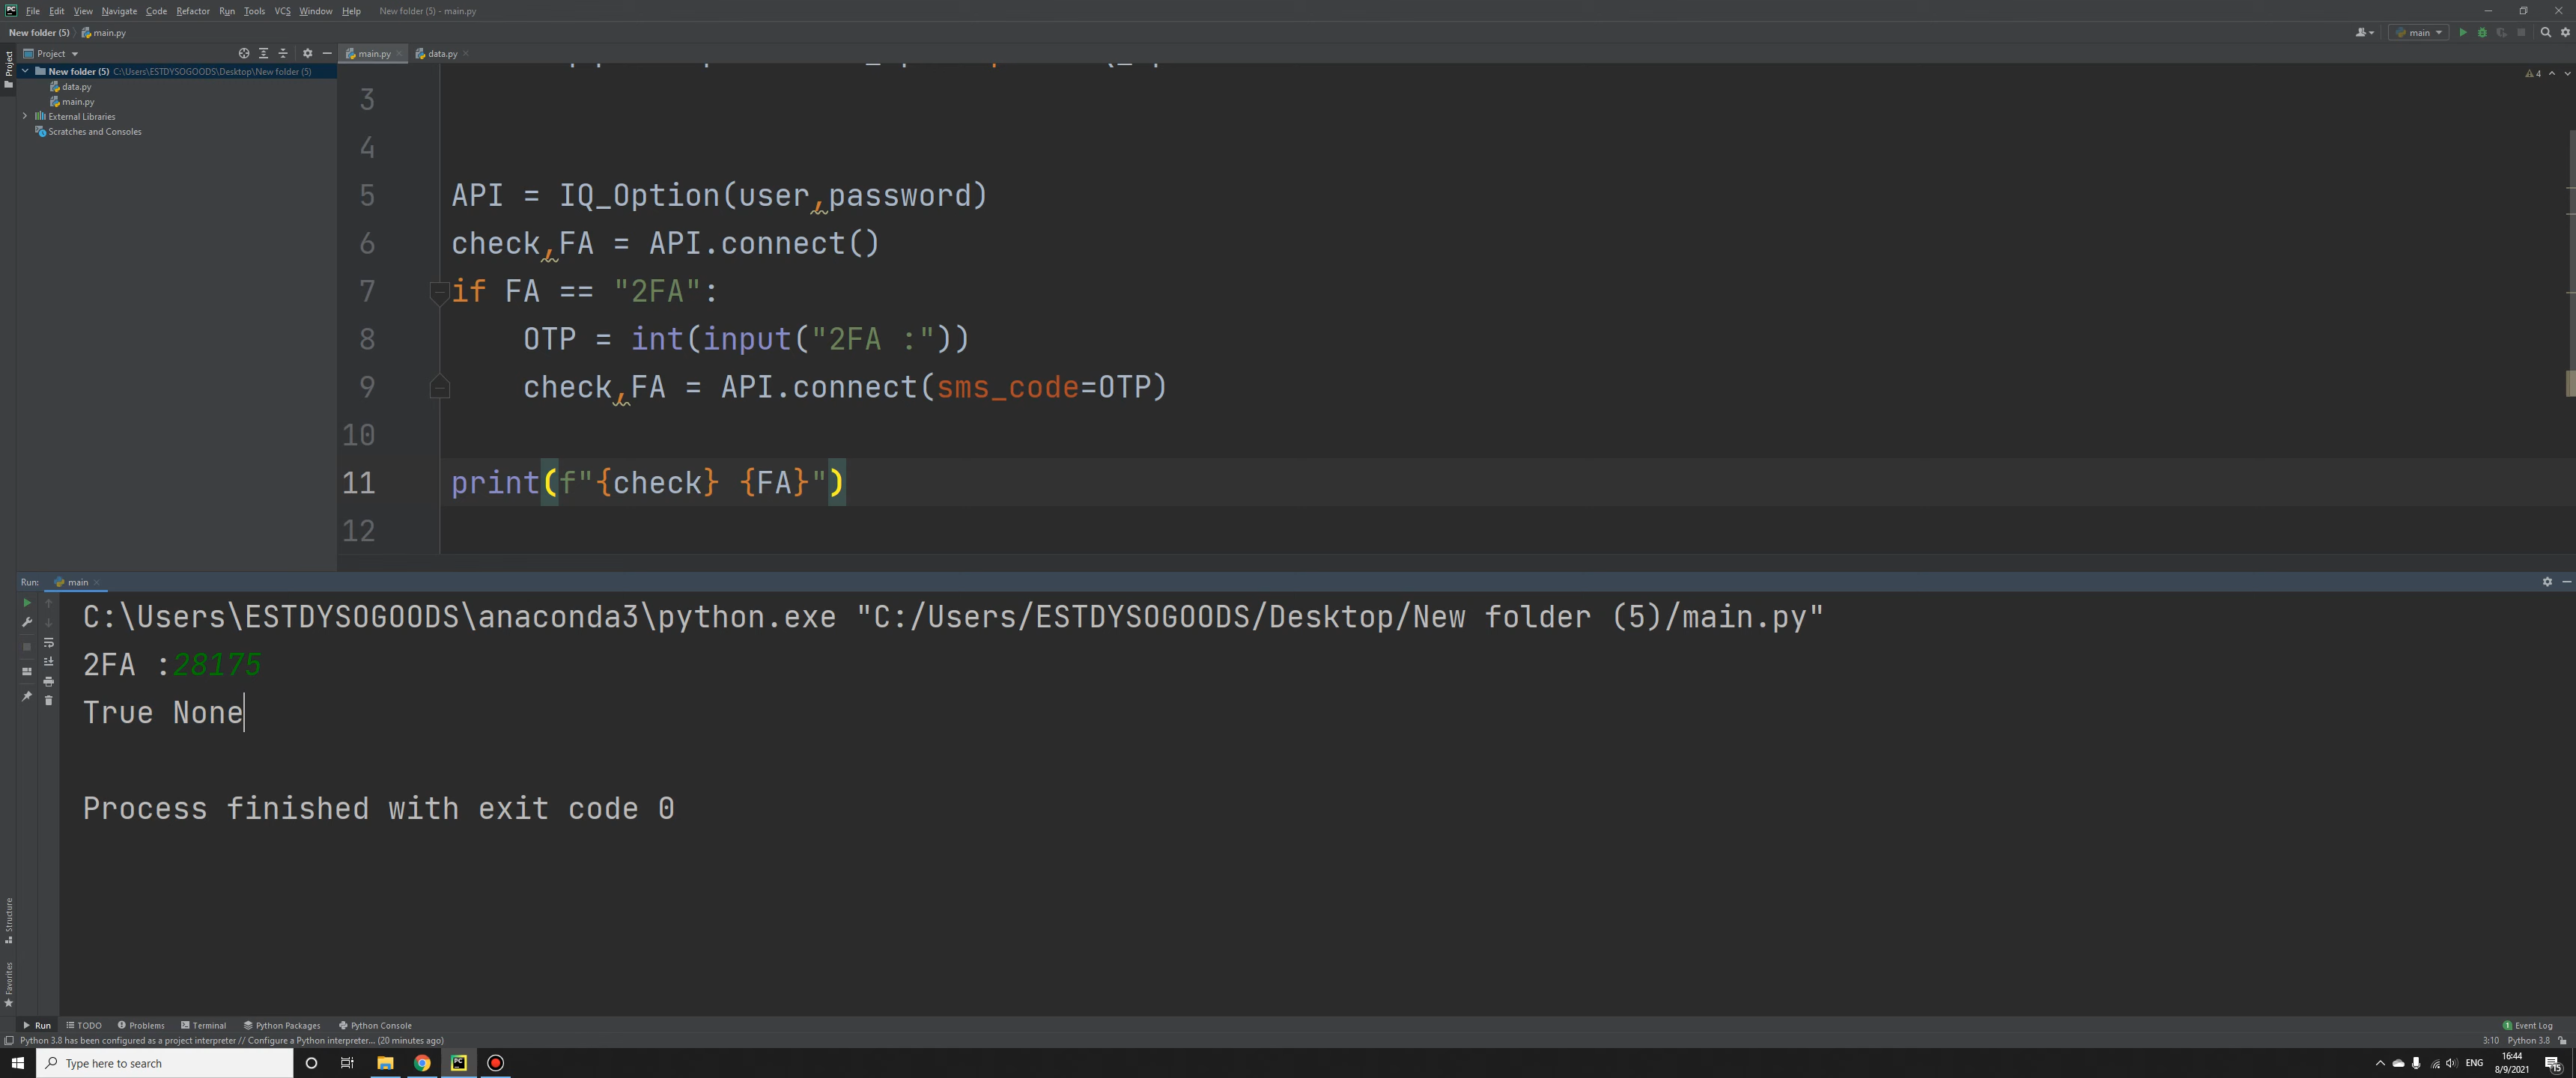 File Edit View Navigate Code Refactor Run Tools VCS Window Help New folder (5) - main.py
New folder (5) main.py main
Project main.py data.py
New folder (5) C:\Users\ESTDYSOGOODS\Desktop\New folder (5)
data.py
main.py
External Libraries
Scratches and Consoles
Project
4
3
4
5 API = IQ_Option(user,password)
6 check,FA = API.connect()
7 if FA == "2FA":
8 OTP = int(input("2FA :"))
9 check,FA = API.connect(sms_code=OTP)
10
11 print(f"{check} {FA}")
12
Run: main
C:\Users\ESTDYSOGOODS\anaconda3\python.exe "C:/Users/ESTDYSOGOODS/Desktop/New folder (5)/main.py"
2FA :28175
True None
Process finished with exit code 0
Structure
Favorites
Run TODO Problems Terminal Python Packages Python Console 1 Event Log
Python 3.8 has been configured as a project interpreter // Configure a Python interpreter... (20 minutes ago) 3:10 Python 3.8
Type here to search PC ENG 16:44
8/9/2021 15